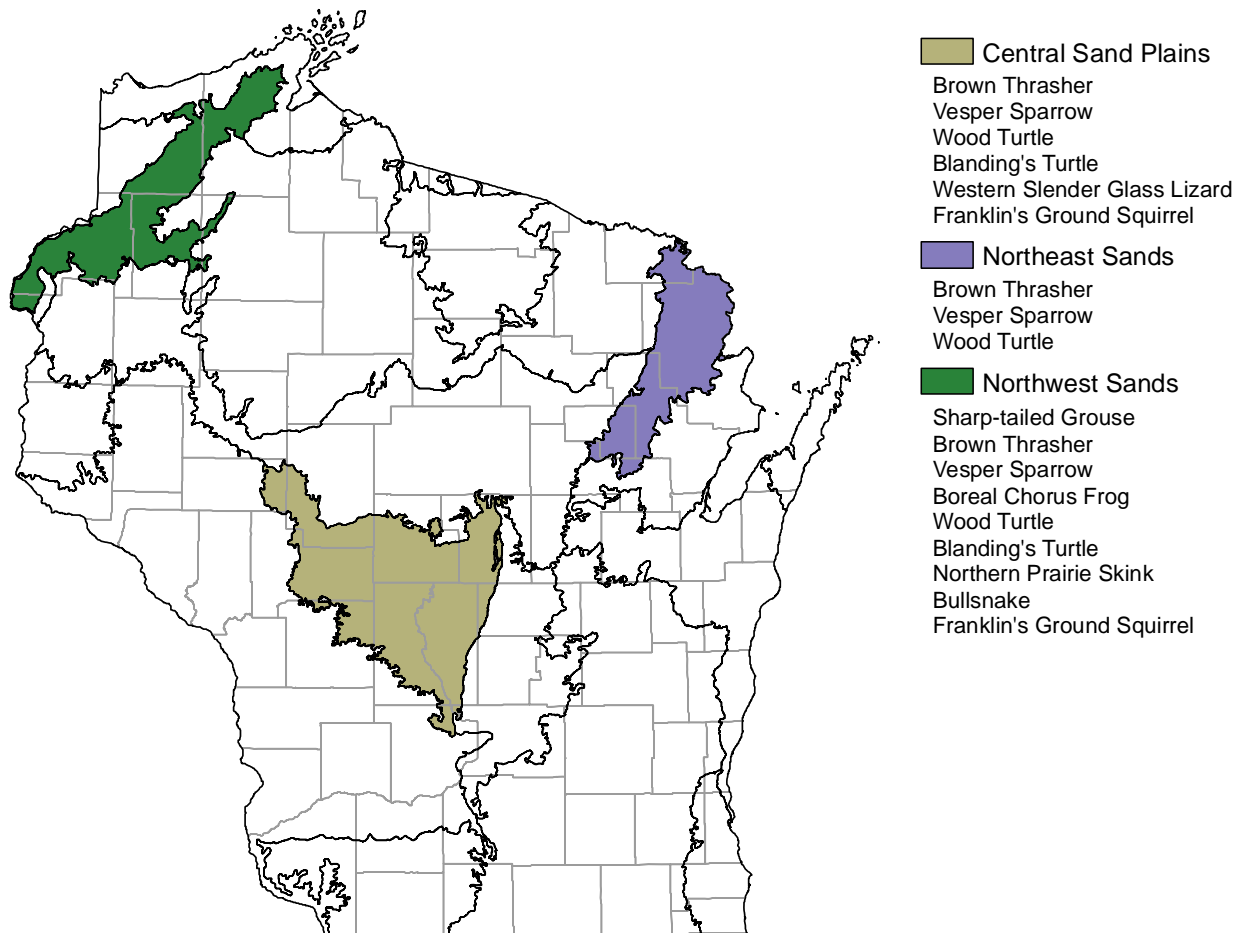 Central Sand Plains
Brown Thrasher
Vesper Sparrow
Wood Turtle
Blanding's Turtle
Western Slender Glass Lizard
Franklin's Ground Squirrel
Northeast Sands
Brown Thrasher
Vesper Sparrow
Wood Turtle
Northwest Sands
Sharp-tailed Grouse
Brown Thrasher
Vesper Sparrow
Boreal Chorus Frog
Wood Turtle
Blanding's Turtle
Northern Prairie Skink
Bullsnake
Franklin's Ground Squirrel